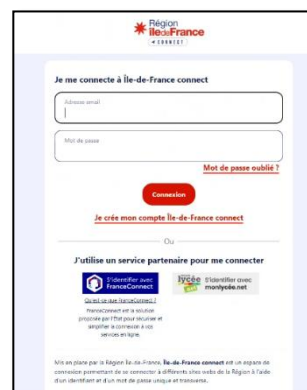 Région
îledeFrance
CONNECT
Je me connecte à Île-de-France connect
Adresse email
Mot de passe
Mot de passe oublié ?
Connexion
Je crée mon compte Île-de-France connect
Ou
J'utilise un service partenaire pour me connecter
S'identifier avec
FranceConnect
lycée
.net
S'identifier avec
monlycée.net
Qu'est-ce que FranceConnect ?
FranceConnect est la solution
proposée par l'État pour sécuriser et
simplifier la connexion à vos
services en ligne.
Mis en place par la Région Île-de-France, Île-de-France connect est un espace de
connexion permettant de se connecter à différents sites webs de la Région à l'aide
d'un identifiant et d'un mot de passe unique et transverse.